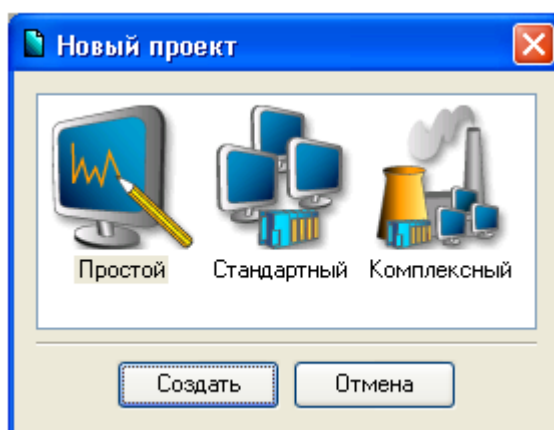 Новый проект
Простой Стандартный Комплексный
Создать Отмена